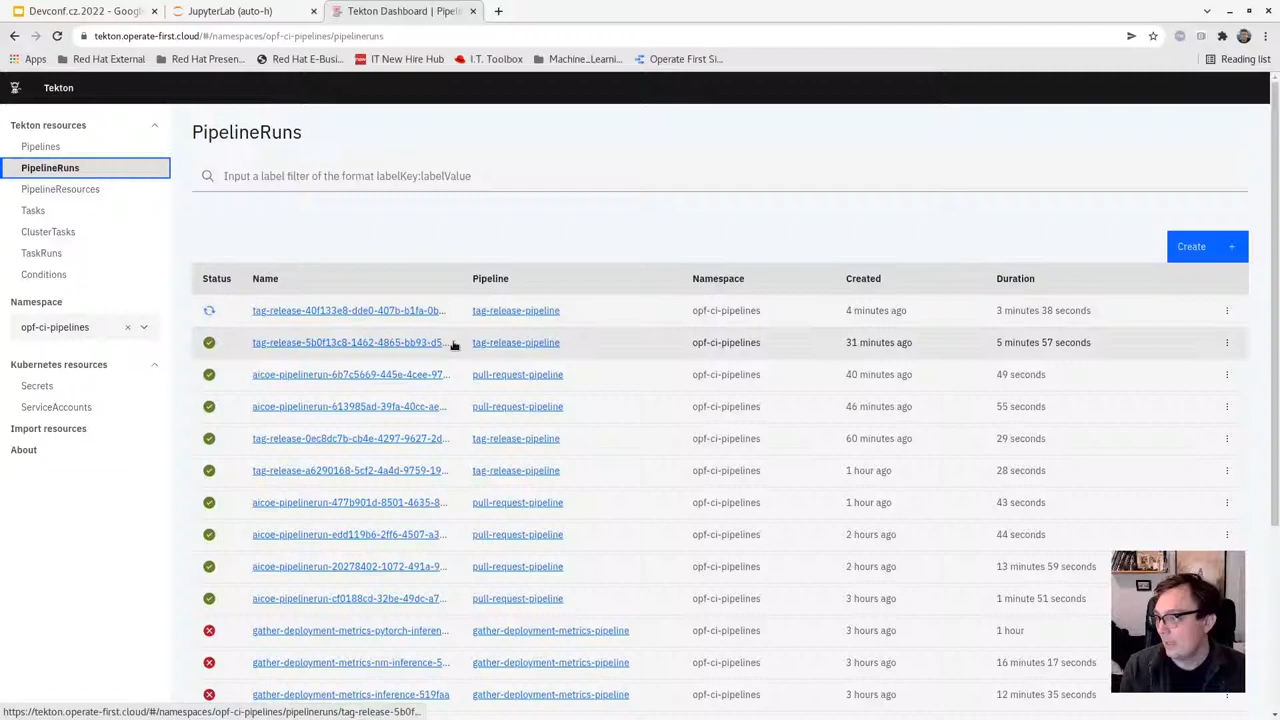 Devconf.cz.2022 - Google
JupyterLab (auto-h)
Tekton Dashboard | Pipeli
tekton.operate-first.cloud/#/namespaces/opf-ci-pipelines/pipelineruns
Apps
Red Hat External
Red Hat Presen...
Red Hat E-Busi...
IT New Hire Hub
I.T. Toolbox
Machine_Learni...
Operate First Si...
Reading list
Tekton
Tekton resources
Pipelines
PipelineRuns
PipelineResources
Tasks
ClusterTasks
TaskRuns
Conditions
Namespace
opf-ci-pipelines
Kubernetes resources
Secrets
ServiceAccounts
Import resources
About
PipelineRuns
Input a label filter of the format labelKey:labelValue
Create +
Status Name Pipeline Namespace Created Duration
tag-release-40f133e8-dde0-407b-b1fa-0b... tag-release-pipeline opf-ci-pipelines 4 minutes ago 3 minutes 38 seconds
tag-release-5b0f13c8-1462-4865-bb93-d5... tag-release-pipeline opf-ci-pipelines 31 minutes ago 5 minutes 57 seconds
aicoe-pipelinerun-6b7c5669-445e-4cee-97... pull-request-pipeline opf-ci-pipelines 40 minutes ago 49 seconds
aicoe-pipelinerun-613985ad-39fa-40cc-ae... pull-request-pipeline opf-ci-pipelines 46 minutes ago 55 seconds
tag-release-0ec8dc7b-cb4e-4297-9627-2d... tag-release-pipeline opf-ci-pipelines 60 minutes ago 29 seconds
tag-release-a6290168-5cf2-4a4d-9759-19... tag-release-pipeline opf-ci-pipelines 1 hour ago 28 seconds
aicoe-pipelinerun-477b901d-8501-4635-8... pull-request-pipeline opf-ci-pipelines 1 hour ago 43 seconds
aicoe-pipelinerun-edd119b6-2ff6-4507-a3... pull-request-pipeline opf-ci-pipelines 2 hours ago 44 seconds
aicoe-pipelinerun-20278402-1072-491a-9... pull-request-pipeline opf-ci-pipelines 2 hours ago 13 minutes 59 seconds
aicoe-pipelinerun-cf0188cd-32be-49dc-a7... pull-request-pipeline opf-ci-pipelines 3 hours ago 1 minute 51 seconds
gather-deployment-metrics-pytorch-inferen... gather-deployment-metrics-pipeline opf-ci-pipelines 3 hours ago 1 hour
gather-deployment-metrics-nm-inference-5... gather-deployment-metrics-pipeline opf-ci-pipelines 3 hours ago 16 minutes 17 seconds
gather-deployment-metrics-inference-519faa gather-deployment-metrics-pipeline opf-ci-pipelines 3 hours ago 12 minutes 35 seconds
https://tekton.operate-first.cloud/#/namespaces/opf-ci-pipelines/pipelineruns/tag-release-5b0f...